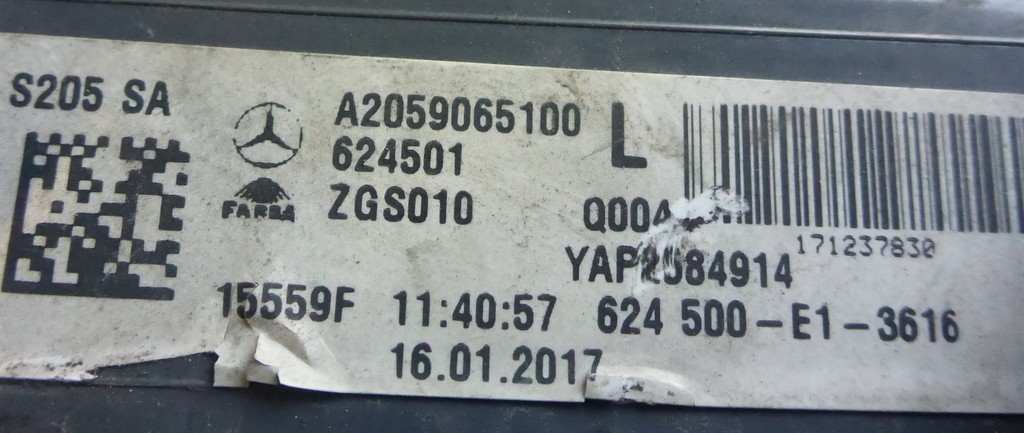 S205 SA
A2059065100 L
624501
FARBA
ZGS010
171237830
15559F 11:40:57 624 500-E1-3616
16.01.2017